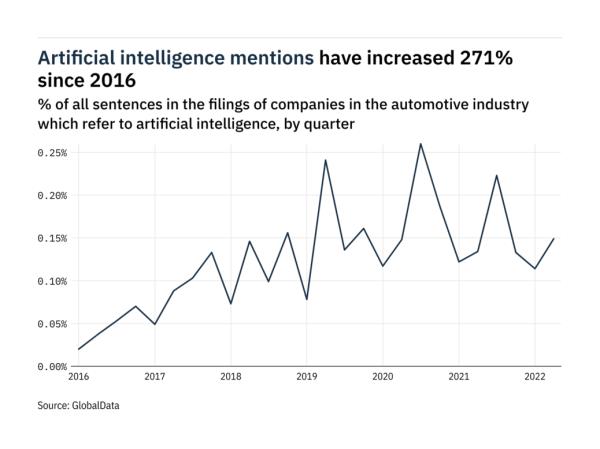 Artificial intelligence mentions have increased 271%
since 2016
% of all sentences in the filings of companies in the automotive industry
which refer to artificial intelligence, by quarter
0.25%
0.20%
0.15%
0.10%
0.05%
0.00%
2016 2017 2018 2019 2020 2021 2022
Source: GlobalData